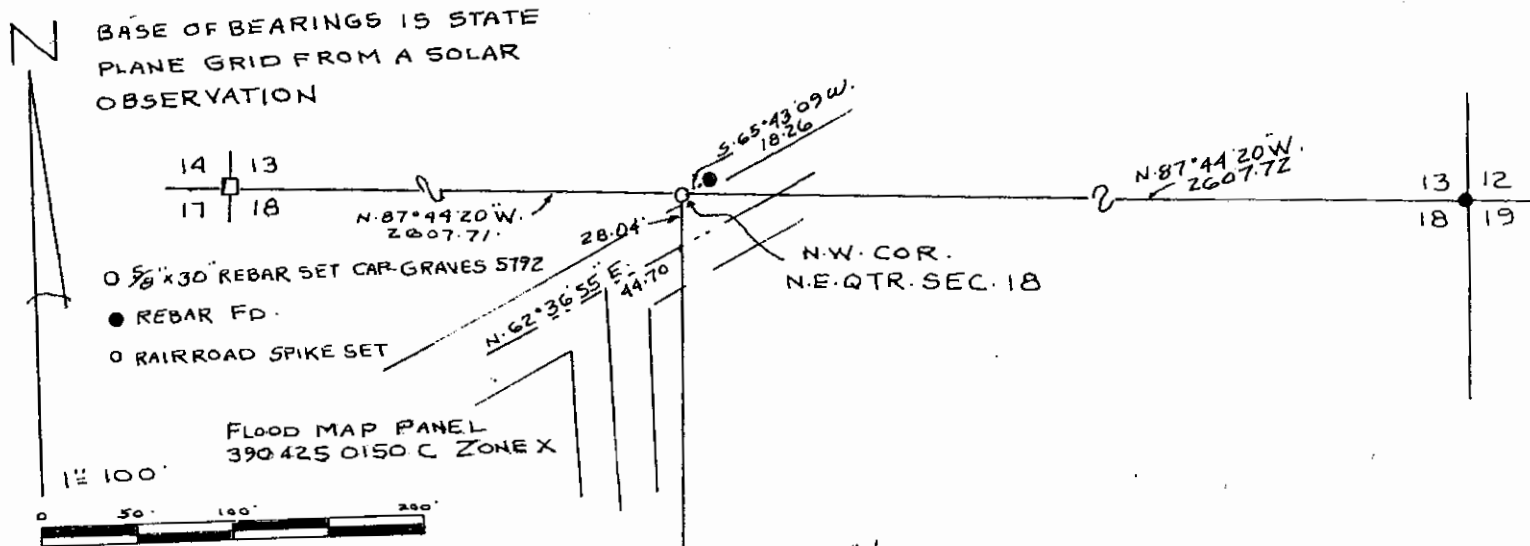 N
BASE OF BEARINGS IS STATE
PLANE GRID FROM A SOLAR
OBSERVATION
S. 65°43'09"W.
18.26
14 | 13
17 | 18
N. 87°44'20"W.
2607.71'
N. 87°44'20"W.
2607.72
13 | 12
18 | 19
28.04'
N. 62°36'55"E.
44.70
N.W. COR.
N.E. QTR. SEC. 18
O 5/8"x30" REBAR SET CAP-GRAVES 5792
● REBAR FD.
O RAIRROAD SPIKE SET
FLOOD MAP PANEL
390425 0150 C ZONE X
1"= 100'
0 50' 100' 200'